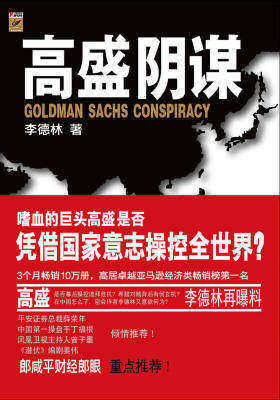 高盛阴谋
GOLDMAN SACHS CONSPIRACY
李德林 著
嗜血的巨头高盛是否
凭借国家意志操控全世界?
3个月畅销10万册，高居卓越亚马逊经济类畅销榜第一名
高盛
李德林再曝料
平安证券总裁薛荣年
中国第一操盘手丁福根
凤凰卫视主持人曾子墨
《潜伏》编剧姜伟
倾情推荐！
郎咸平财经郎眼
重点推荐！